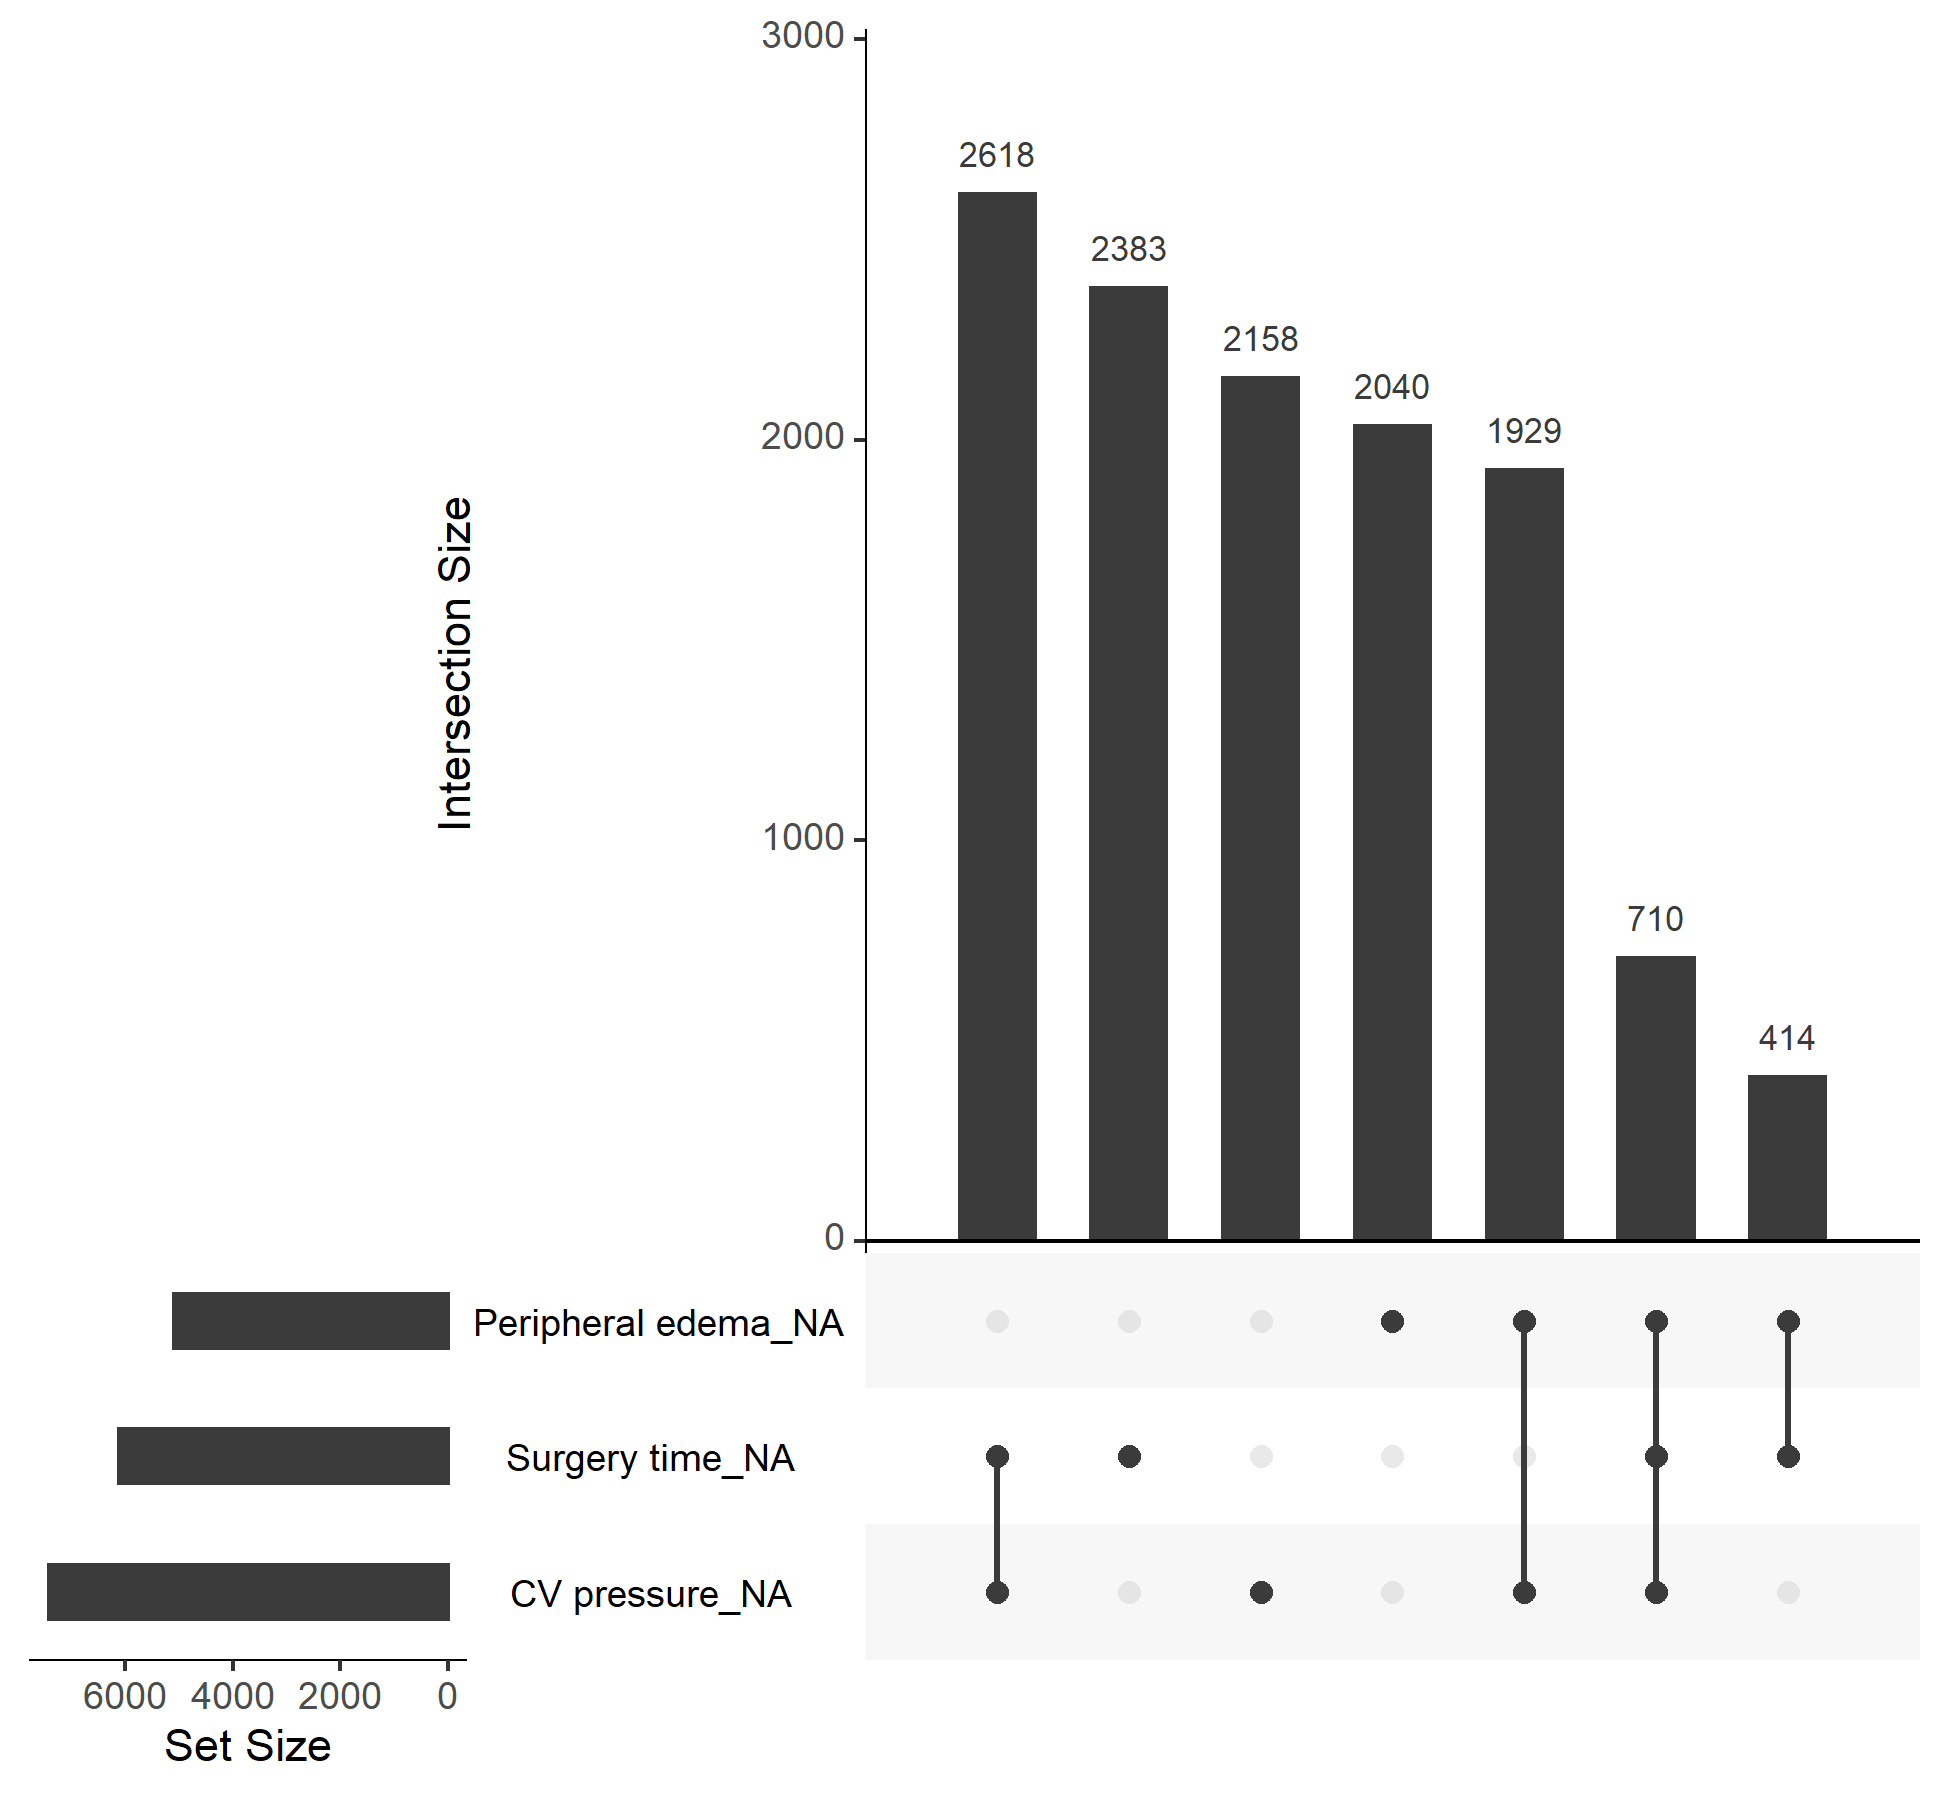 3000
2618
2383
2158
2040
2000
1929
Intersection Size
1000
710
414
0
Peripheral edema_NA
Surgery time_NA
CV pressure_NA
6000 4000 2000 0
Set Size